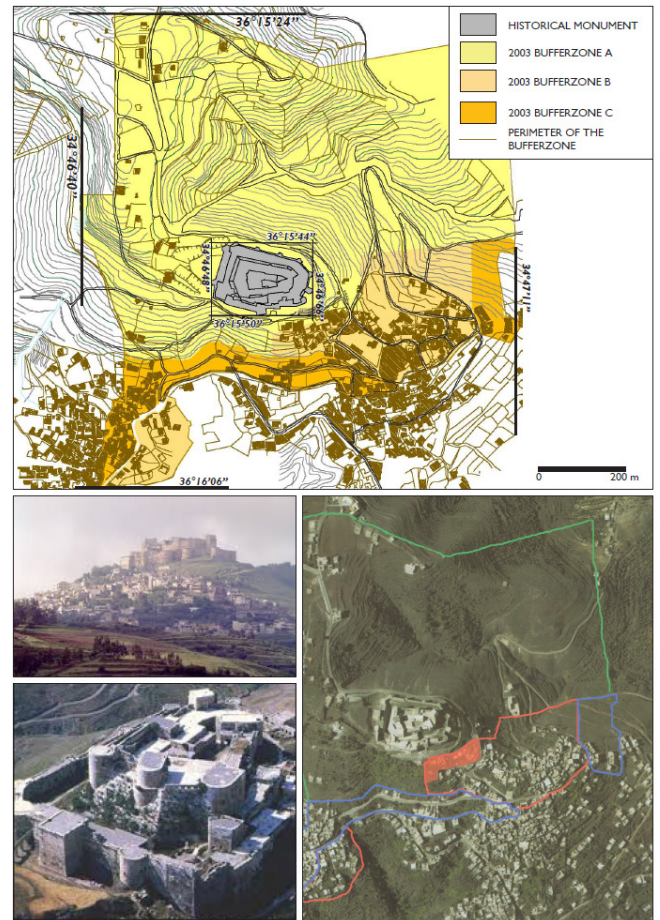 36°15'24"
HISTORICAL MONUMENT
2003 BUFFERZONE A
2003 BUFFERZONE B
2003 BUFFERZONE C
PERIMETER OF THE
BUFFERZONE
34°46'40"
36°15'44"
34°46'48"
34°46'66"
36°15'50"
34°47'11"
0
200 m
36°16'06"